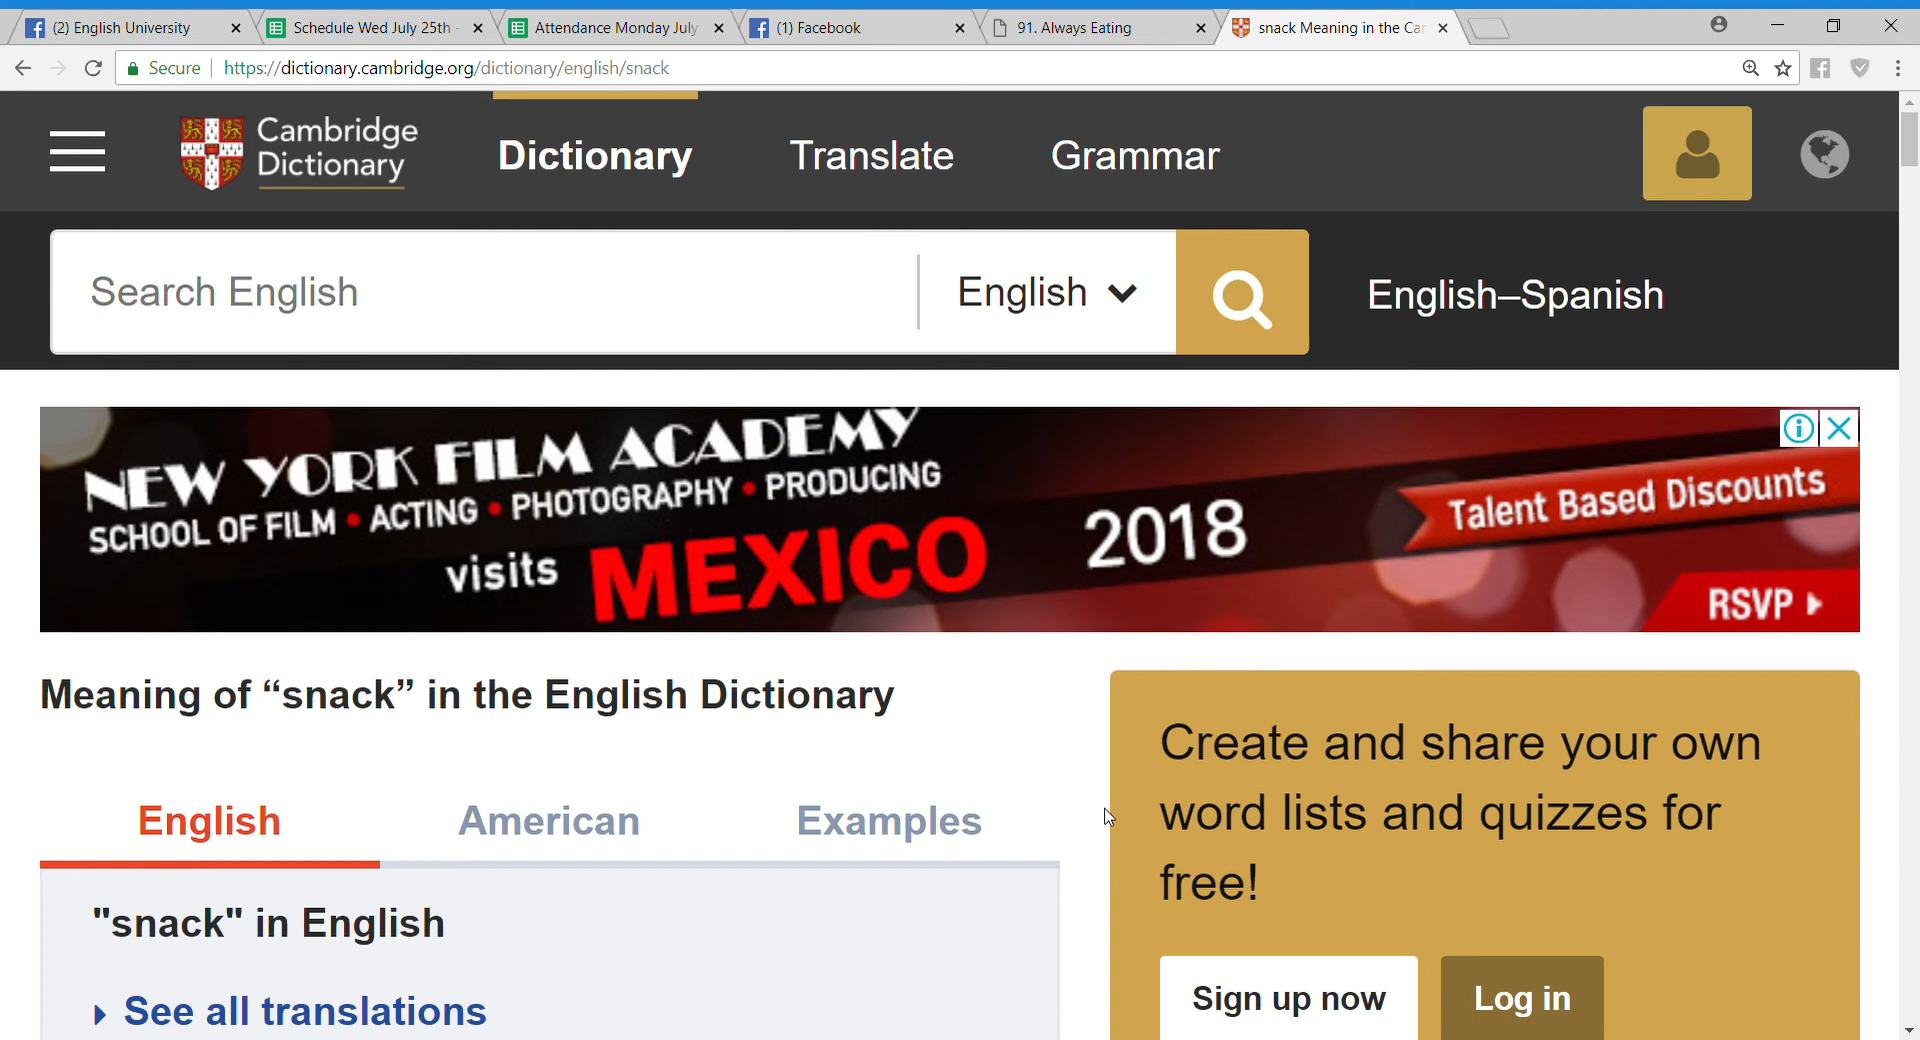 (2) English University
Schedule Wed July 25th -
Attendance Monday July
(1) Facebook
91. Always Eating
snack Meaning in the Car
Secure
https://dictionary.cambridge.org/dictionary/english/snack
Cambridge
Dictionary
Dictionary
Translate
Grammar
Search English
English
English–Spanish
NEW YORK FILM ACADEMY
SCHOOL OF FILM • ACTING • PHOTOGRAPHY • PRODUCING
visits MEXICO
2018
Talent Based Discounts
RSVP
Meaning of “snack” in the English Dictionary
English
American
Examples
"snack" in English
See all translations
Create and share your own
word lists and quizzes for
free!
Sign up now
Log in